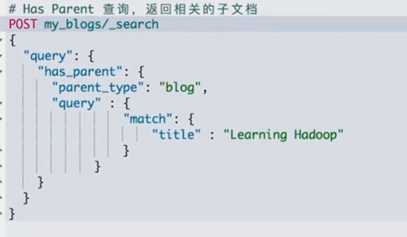 # Has Parent 查询，返回相关的子文档
POST my_blogs/_search
{
  "query": {
    "has_parent": {
      "parent_type": "blog",
      "query" : {
                "match": {
                    "title" : "Learning Hadoop"
                }
            }
    }
  }
}